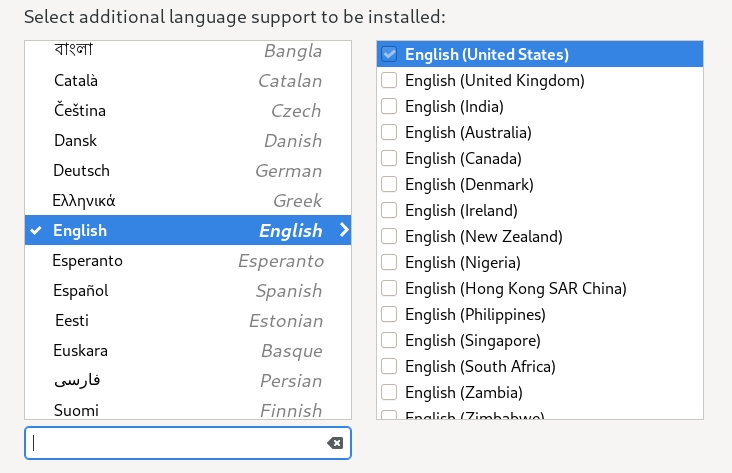 Select additional language support to be installed:
বাংলা Bangla
Català Catalan
Čeština Czech
Dansk Danish
Deutsch German
Ελληνικά Greek
English English
Esperanto Esperanto
Español Spanish
Eesti Estonian
Euskara Basque
فارسی Persian
Suomi Finnish
English (United States)
English (United Kingdom)
English (India)
English (Australia)
English (Canada)
English (Denmark)
English (Ireland)
English (New Zealand)
English (Nigeria)
English (Hong Kong SAR China)
English (Philippines)
English (Singapore)
English (South Africa)
English (Zambia)
English (Zimbabwe)